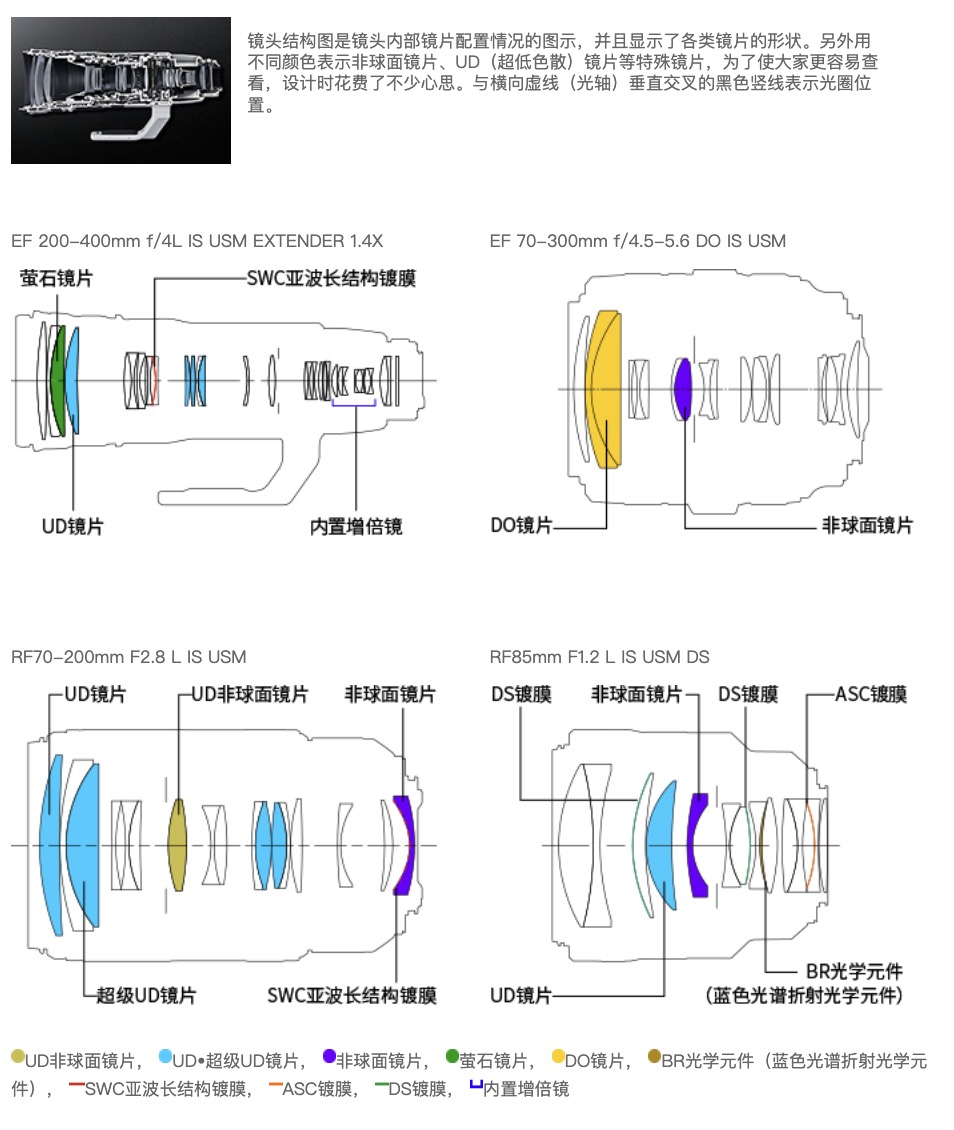 镜头结构图是镜头内部镜片配置情况的图示，并且显示了各类镜片的形状。另外用
不同颜色表示非球面镜片、UD（超低色散）镜片等特殊镜片，为了使大家更容易查
看，设计时花费了不少心思。与横向虚线（光轴）垂直交叉的黑色竖线表示光圈位
置。
EF 200-400mm f/4L IS USM EXTENDER 1.4X
萤石镜片
SWC亚波长结构镀膜
UD镜片
内置增倍镜
EF 70-300mm f/4.5-5.6 DO IS USM
DO镜片
非球面镜片
RF70-200mm F2.8 L IS USM
UD镜片
UD非球面镜片
非球面镜片
超级UD镜片
SWC亚波长结构镀膜
RF85mm F1.2 L IS USM DS
DS镀膜
非球面镜片
DS镀膜
ASC镀膜
UD镜片
BR光学元件
（蓝色光谱折射光学元件）
UD非球面镜片， UD•超级UD镜片， 非球面镜片， 萤石镜片， DO镜片， BR光学元件（蓝色光谱折射光学元
件）， SWC亚波长结构镀膜， ASC镀膜， DS镀膜， 内置增倍镜